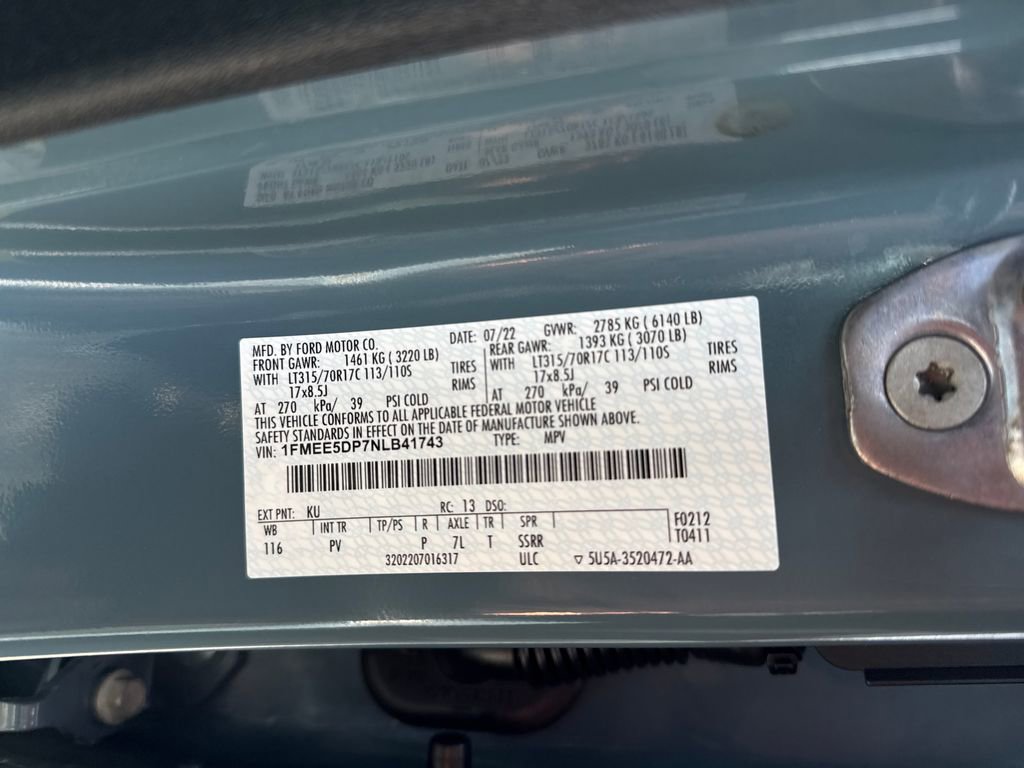 MFD. BY FORD MOTOR CO. DATE: 07/22 GVWR: 2785 KG ( 6140 LB)
FRONT GAWR: 1461 KG ( 3220 LB) REAR GAWR: 1393 KG ( 3070 LB)
WITH LT315/70R17C 113/110S TIRES WITH LT315/70R17C 113/110S TIRES
17x8.5J RIMS 17x8.5J RIMS
AT 270 kPa/ 39 PSI COLD AT 270 kPa/ 39 PSI COLD
THIS VEHICLE CONFORMS TO ALL APPLICABLE FEDERAL MOTOR VEHICLE
SAFETY STANDARDS IN EFFECT ON THE DATE OF MANUFACTURE SHOWN ABOVE.
VIN: 1FMEE5DP7NLB41743 TYPE: MPV
EXT PNT: KU RC: 13 DSO:
WB INT TR TP/PS R AXLE TR SPR F0212
116 PV P 7L T SSRR T0411
3202207016317 ULC ▽ 5U5A-3520472-AA